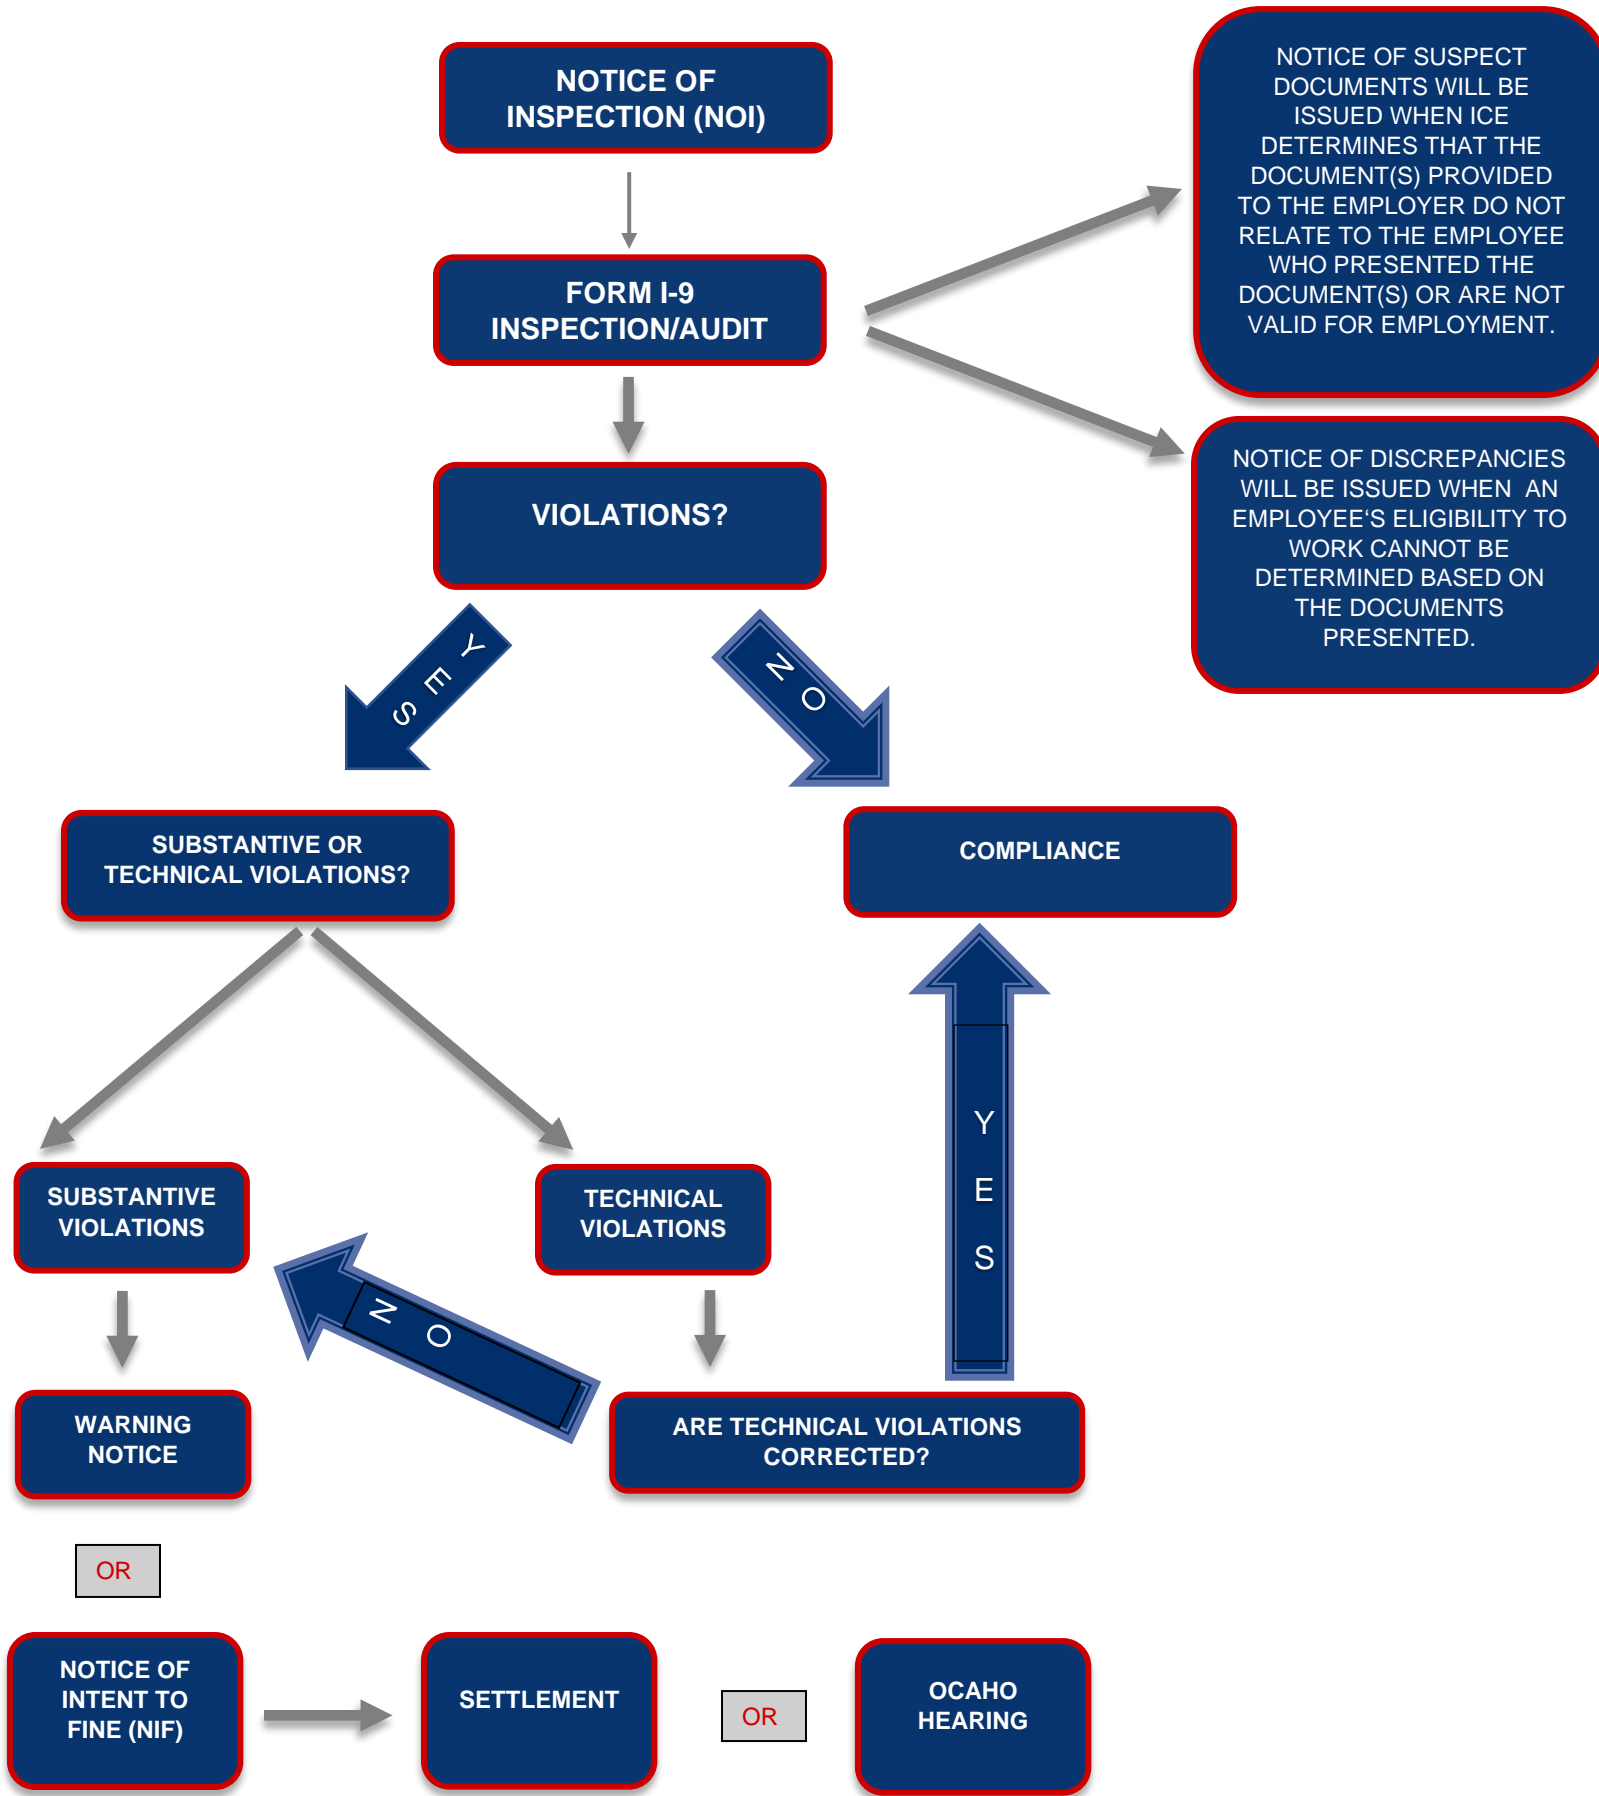 NOTICE OF
INSPECTION (NOI)
NOTICE OF SUSPECT
DOCUMENTS WILL BE
ISSUED WHEN ICE
DETERMINES THAT THE
DOCUMENT(S) PROVIDED
TO THE EMPLOYER DO NOT
RELATE TO THE EMPLOYEE
WHO PRESENTED THE
DOCUMENT(S) OR ARE NOT
VALID FOR EMPLOYMENT.
FORM I-9
INSPECTION/AUDIT
NOTICE OF DISCREPANCIES
WILL BE ISSUED WHEN  AN
EMPLOYEE‘S ELIGIBILITY TO
WORK CANNOT BE
DETERMINED BASED ON
THE DOCUMENTS
PRESENTED.
VIOLATIONS?
YES
NO
SUBSTANTIVE OR
TECHNICAL VIOLATIONS?
COMPLIANCE
YES
SUBSTANTIVE
VIOLATIONS
TECHNICAL
VIOLATIONS
NO
WARNING
NOTICE
ARE TECHNICAL VIOLATIONS
CORRECTED?
OR
NOTICE OF
INTENT TO
FINE (NIF)
SETTLEMENT
OR
OCAHO
HEARING